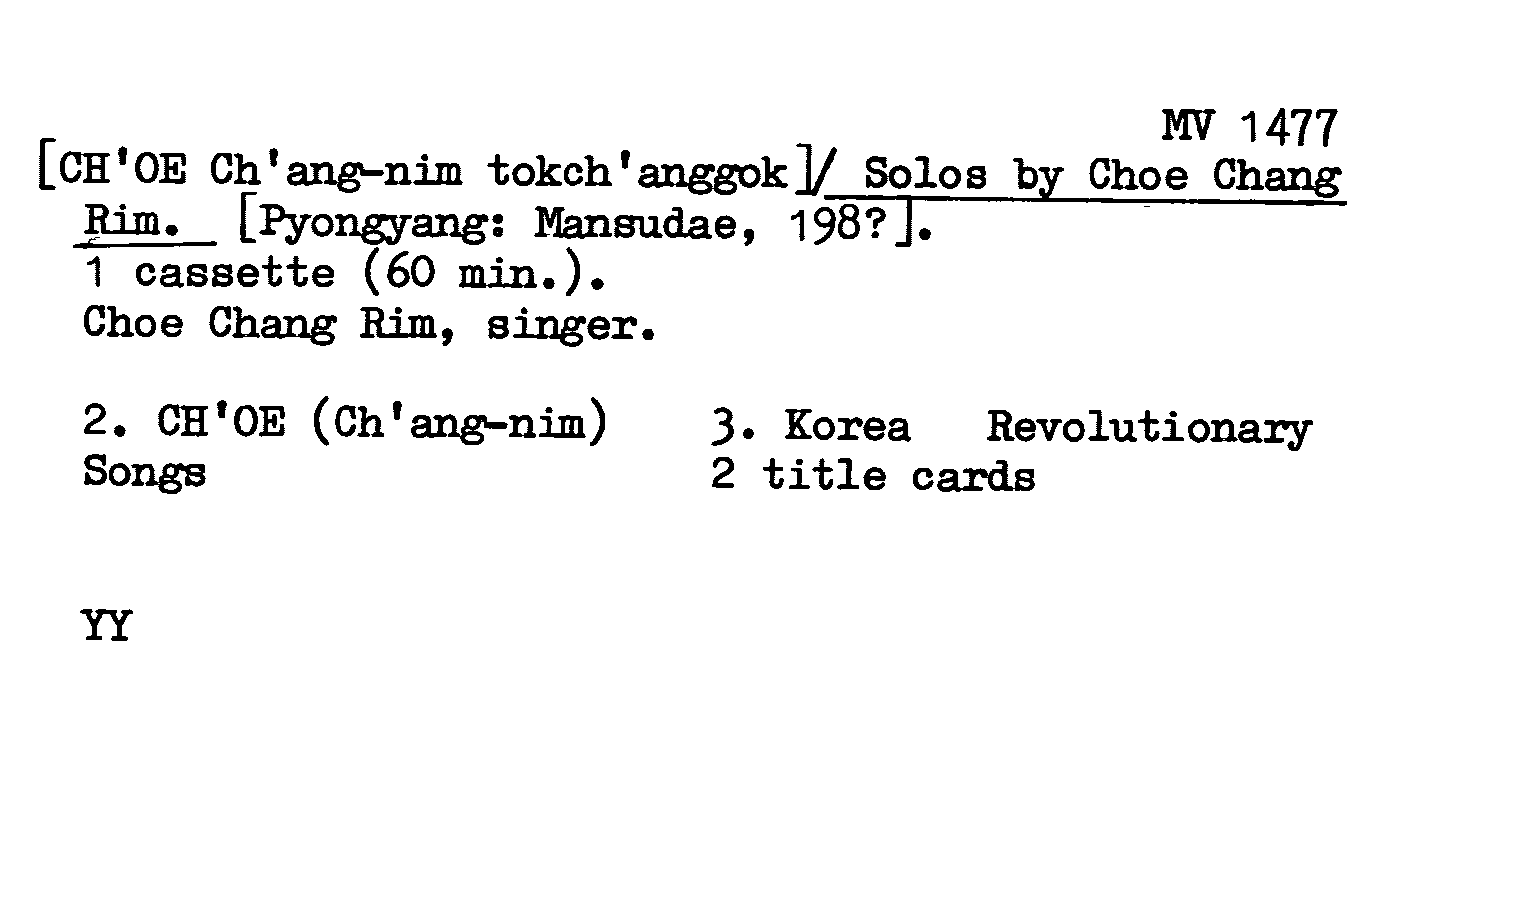 MV 1477
[CH'OE Ch'ang-nim tokch'anggok]/ Solos by Choe Chang
Rim. [Pyongyang: Mansudae, 198?].
1 cassette (60 min.).
Choe Chang Rim, singer.
2. CH'OE (Ch'ang-nim) 3. Korea Revolutionary
Songs 2 title cards
YY